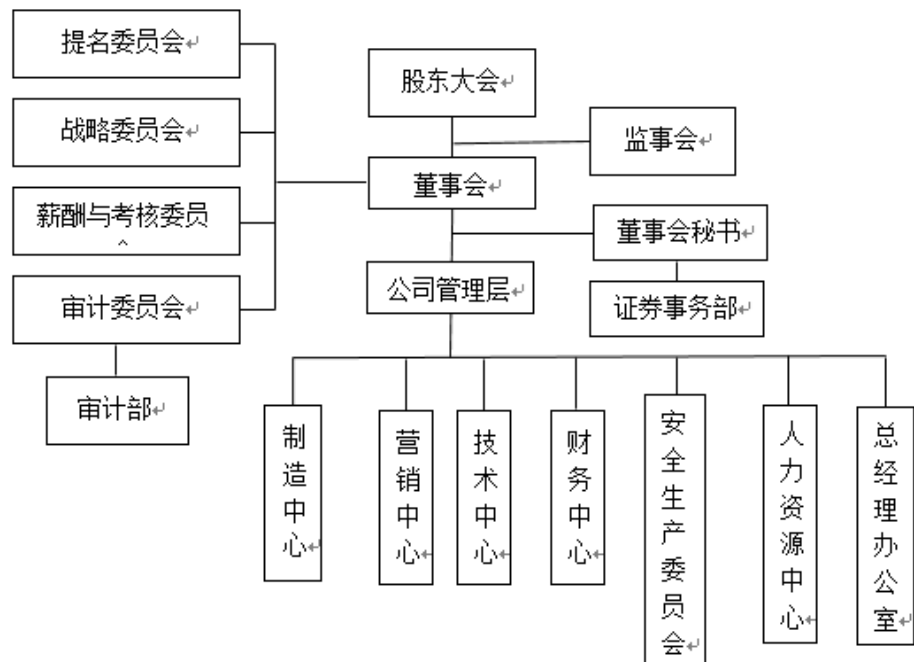 提名委员会
股东大会
战略委员会
监事会
董事会
薪酬与考核委员
董事会秘书
公司管理层
审计委员会
证券事务部
审计部
制造中心
营销中心
技术中心
财务中心
安全生产委员会
人力资源中心
总经理办公室